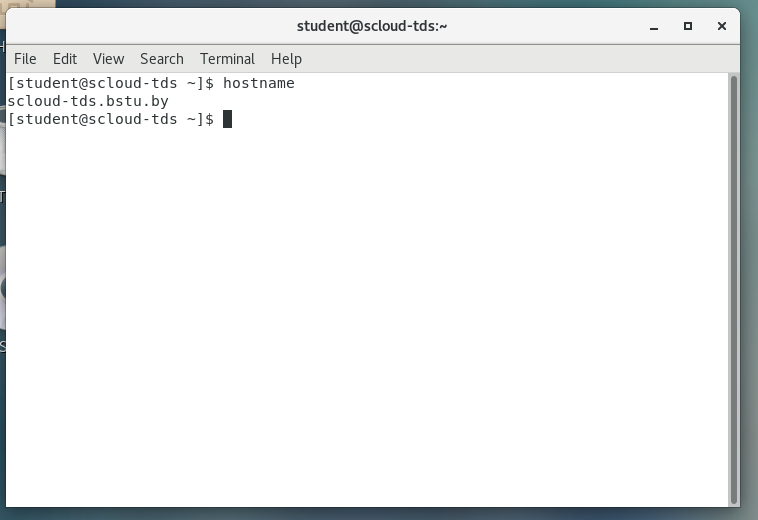 student@scloud-tds:~
File Edit View Search Terminal Help
[student@scloud-tds ~]$ hostname
scloud-tds.bstu.by
[student@scloud-tds ~]$